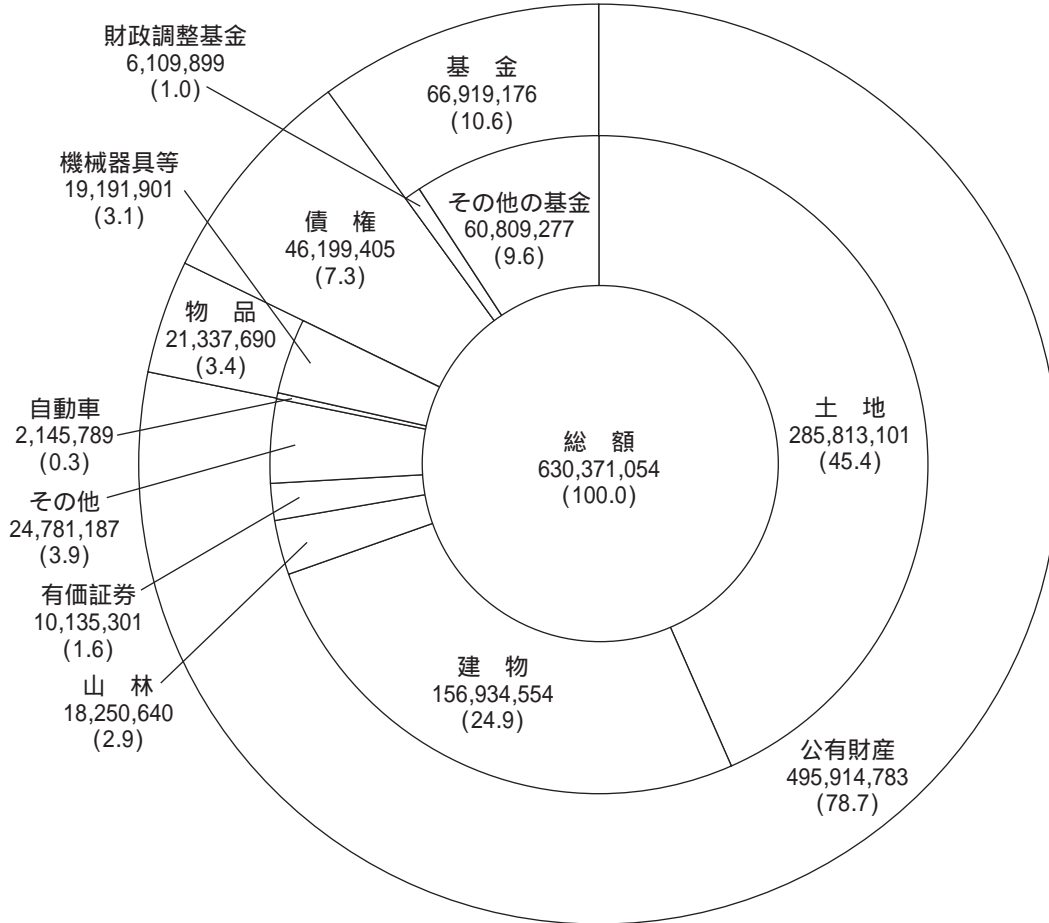 財政調整基金
6,109,899
(1.0)
基　金
66,919,176
(10.6)
機械器具等
19,191,901
(3.1)
その他の基金
60,809,277
(9.6)
債　権
46,199,405
(7.3)
物　品
21,337,690
(3.4)
自動車
2,145,789
(0.3)
土　地
285,813,101
(45.4)
総　額
630,371,054
(100.0)
その他
24,781,187
(3.9)
有価証券
10,135,301
(1.6)
山　林
18,250,640
(2.9)
建　物
156,934,554
(24.9)
公有財産
495,914,783
(78.7)